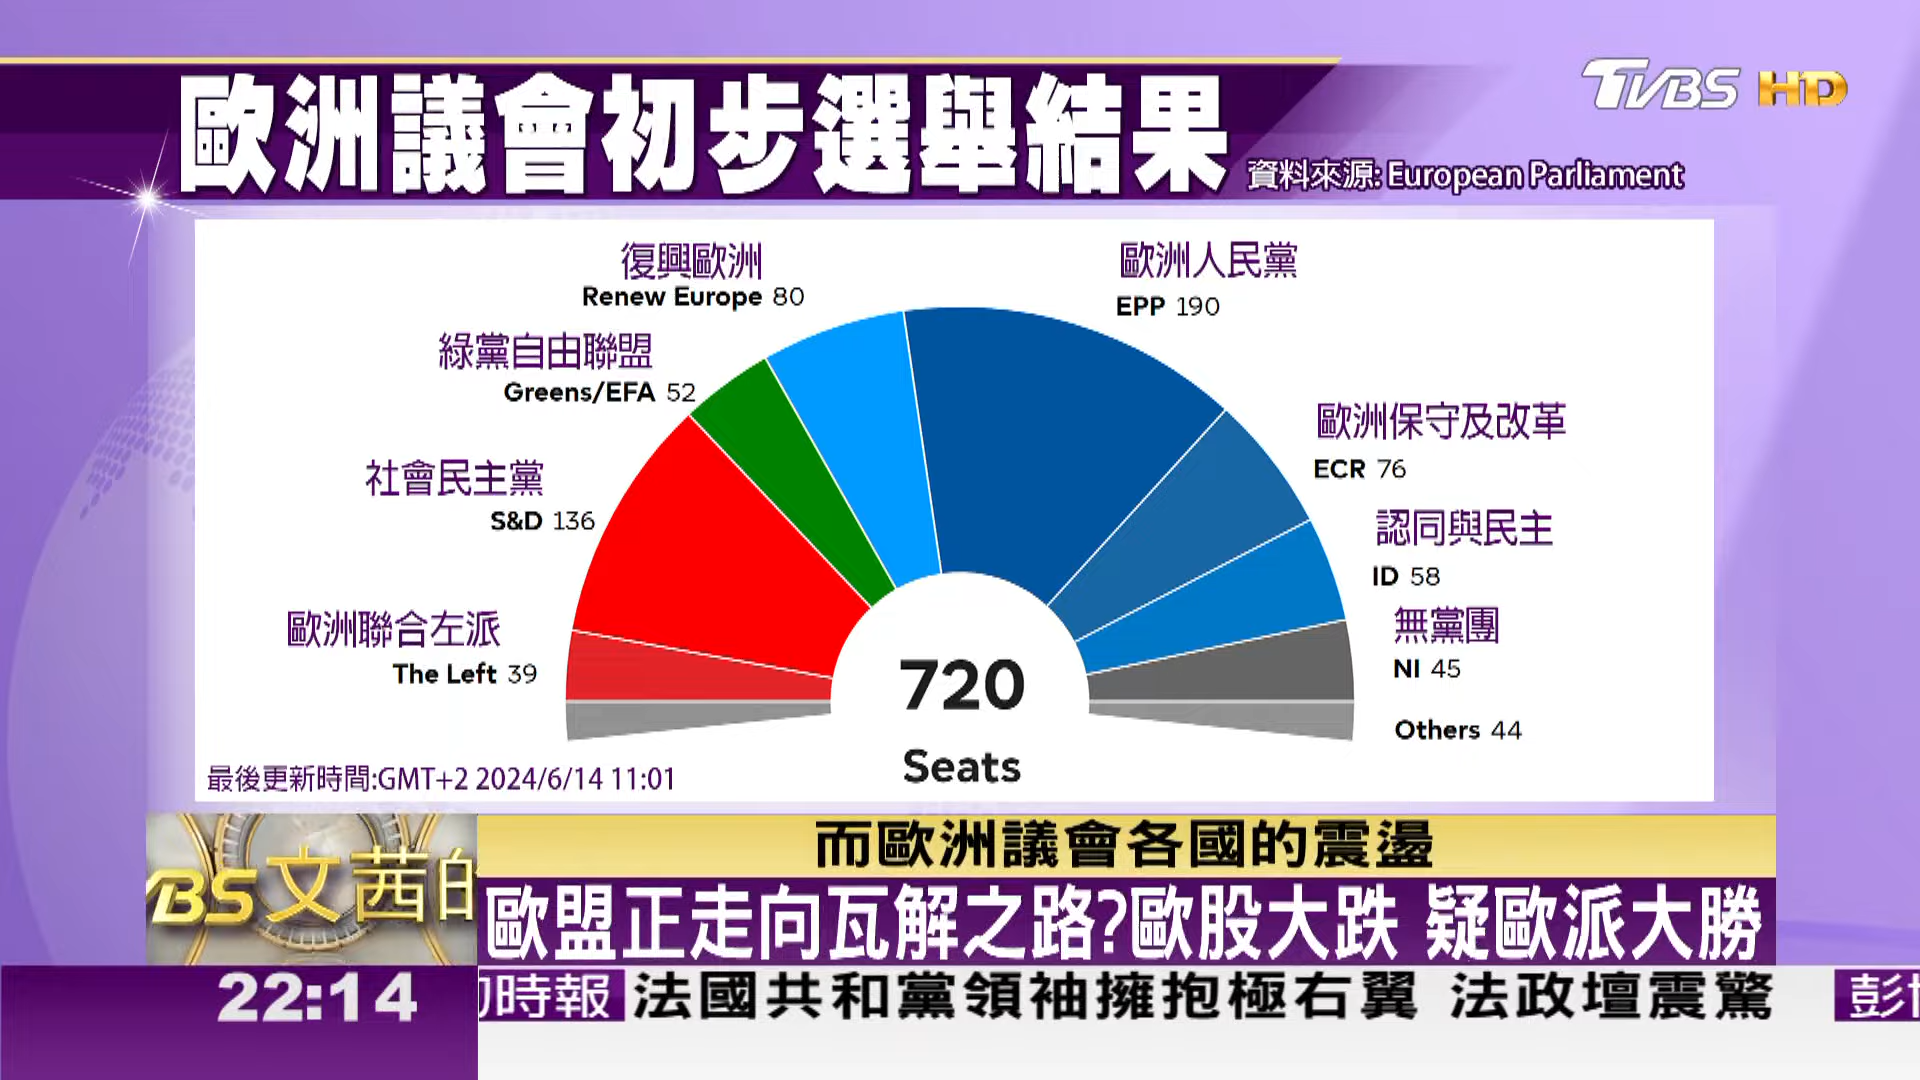 歐洲議會初步選舉結果
資料來源: European Parliament
TVBS HD
復興歐洲
Renew Europe 80
歐洲人民黨
EPP 190
綠黨自由聯盟
Greens/EFA 52
歐洲保守及改革
ECR 76
社會民主黨
S&D 136
認同與民主
ID 58
歐洲聯合左派
The Left 39
無黨團
NI 45
Others 44
720
Seats
最後更新時間:GMT+2 2024/6/14 11:01
而歐洲議會各國的震盪
VBS 文茜的
歐盟正走向瓦解之路?歐股大跌 疑歐派大勝
22:14
時報 法國共和黨領袖擁抱極右翼 法政壇震驚 彭